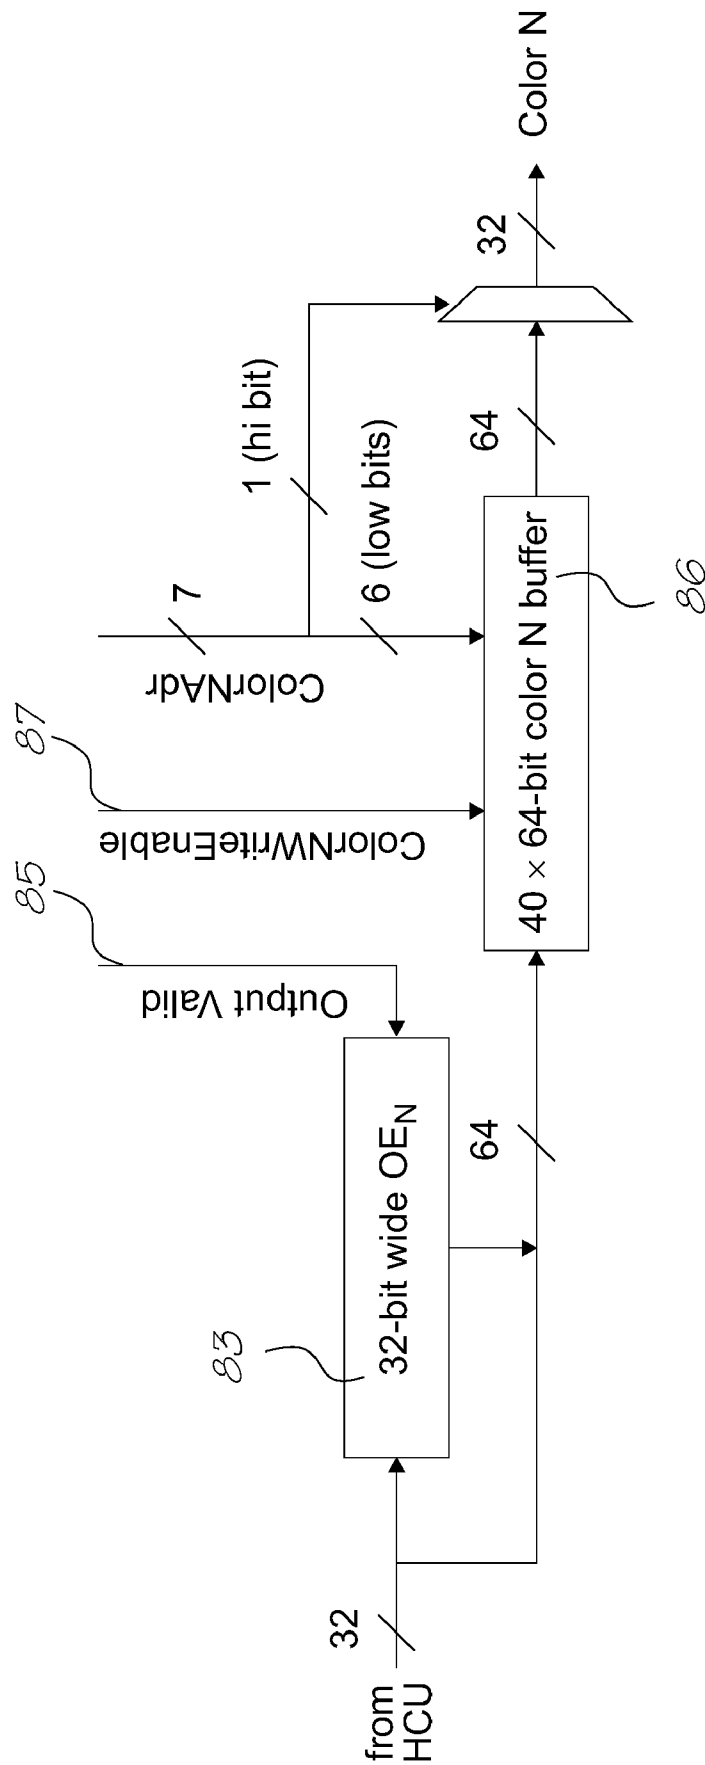 from
HCU
32
83
32-bit wide OE_N
64
Output Valid
85
ColorNWriteEnable
87
ColorNAdr
7
1 (hi bit)
6 (low bits)
40 × 64-bit color N buffer
86
64
32
Color N